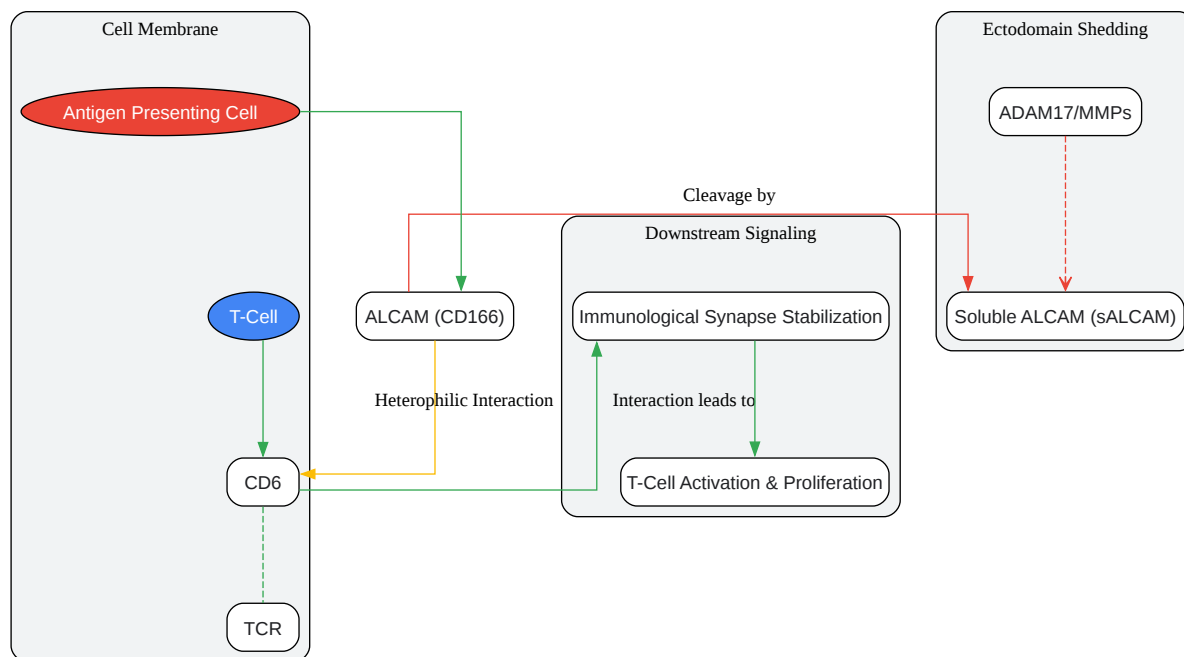 Cell Membrane
Ectodomain Shedding
Antigen Presenting Cell
ADAM17/MMPs
Cleavage by
Downstream Signaling
T-Cell
ALCAM (CD166)
Immunological Synapse Stabilization
Soluble ALCAM (sALCAM)
Heterophilic Interaction
Interaction leads to
CD6
T-Cell Activation & Proliferation
TCR